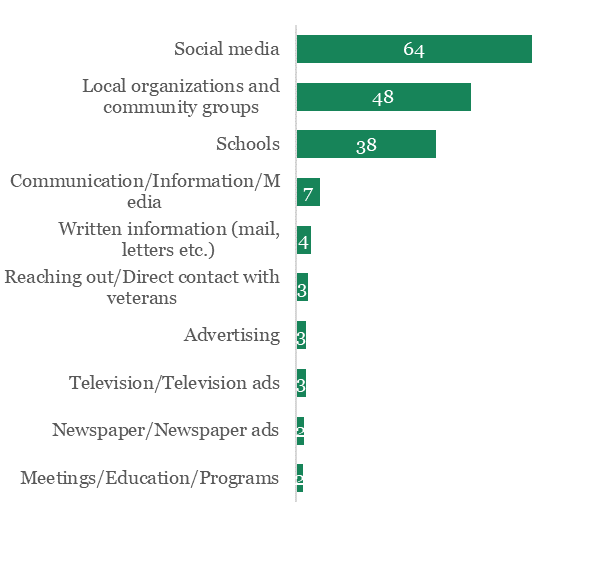 Social media
64
Local organizations and
community groups
48
Schools
38
Communication/Information/M
edia
7
Written information (mail,
letters etc.)
4
Reaching out/Direct contact with
veterans
3
Advertising
3
Television/Television ads
3
Newspaper/Newspaper ads
2
Meetings/Education/Programs
2